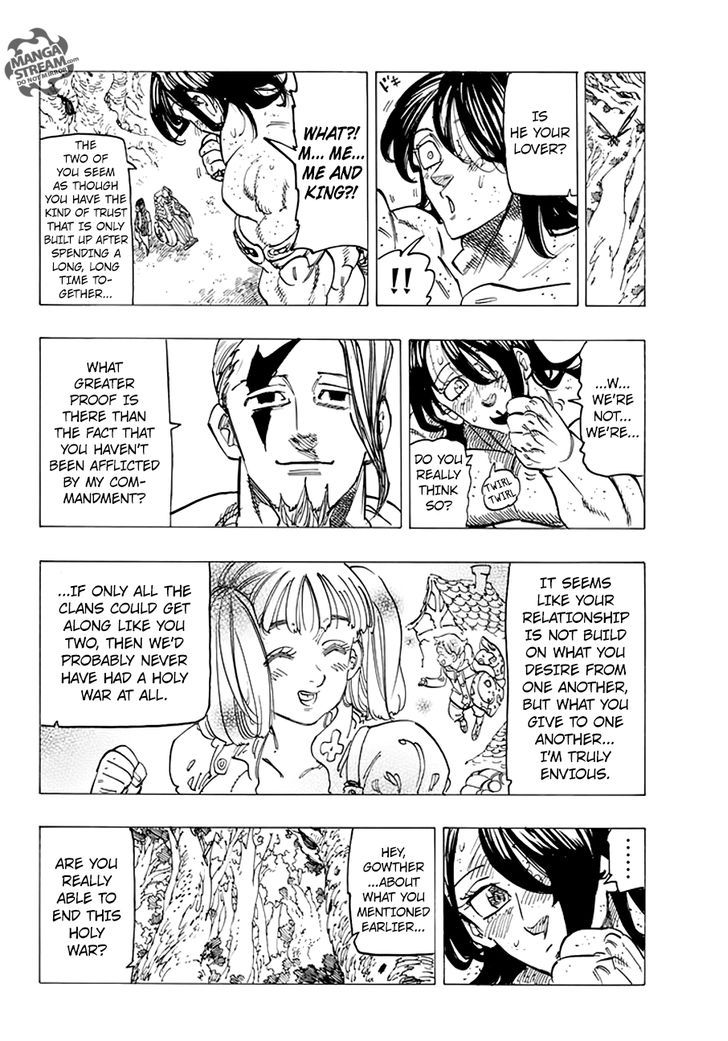 MANGA
STREAM.COM
DO NOT MIRROR
IS
HE YOUR
LOVER?
ドキ
!!
WHAT?!
M... ME...
ME AND
KING?!
THE
TWO OF
YOU SEEM
AS THOUGH
YOU HAVE THE
KIND OF TRUST
THAT IS ONLY
BUILT UP AFTER
SPENDING A
LONG, LONG
TIME TO-
GETHER...
...W...
WE'RE
NOT...
WE'RE...
TWIRL
TWIRL
DO YOU
REALLY
THINK
SO?
WHAT
GREATER
PROOF
IS THERE
THAN THE
FACT THAT
YOU HAVEN'T
BEEN AFFLICTED
BY MY COM-
MANDMENT?
IT SEEMS
LIKE YOUR
RELATIONSHIP
IS NOT BUILD
ON WHAT YOU
DESIRE FROM
ONE ANOTHER,
BUT WHAT YOU
GIVE TO ONE
ANOTHER...
I'M TRULY
ENVIOUS.
...IF ONLY ALL THE
CLANS COULD GET
ALONG LIKE YOU
TWO, THEN WE'D
PROBABLY NEVER
HAVE HAD A HOLY
WAR AT ALL.
......
HEY,
GOWTHER
...ABOUT
WHAT YOU
MENTIONED
EARLIER...
ARE YOU
REALLY
ABLE TO
END THIS
HOLY
WAR?